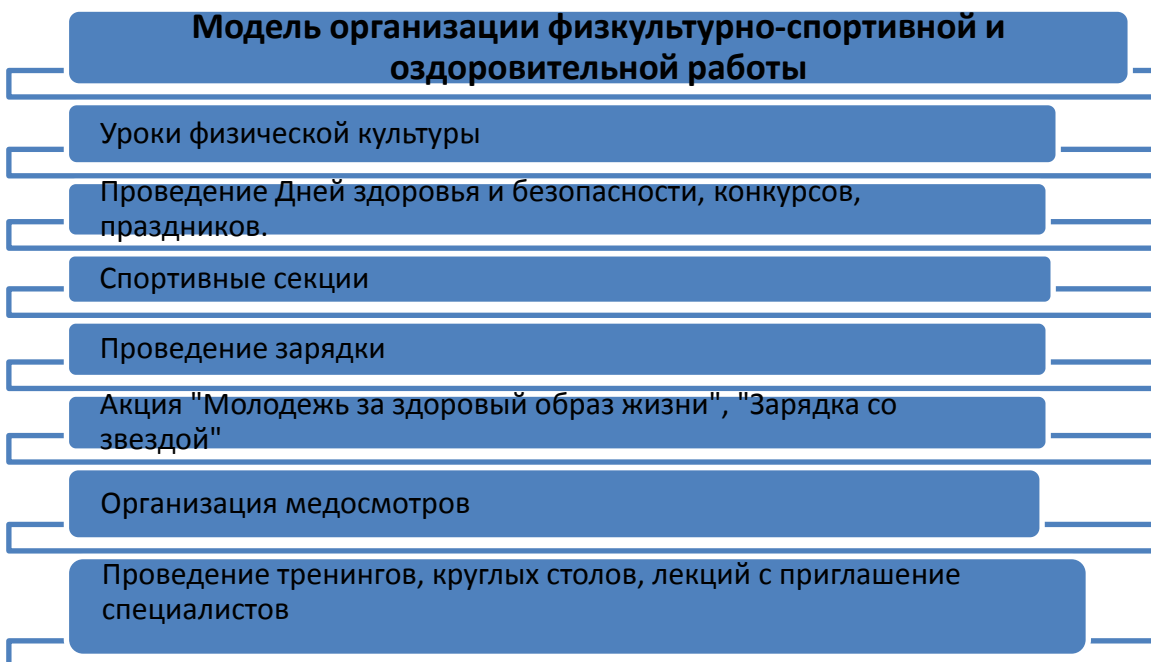 Модель организации физкультурно-спортивной и
оздоровительной работы
Уроки физической культуры
Проведение Дней здоровья и безопасности, конкурсов,
праздников.
Спортивные секции
Проведение зарядки
Акция "Молодежь за здоровый образ жизни", "Зарядка со
звездой"
Организация медосмотров
Проведение тренингов, круглых столов, лекций с приглашение
специалистов